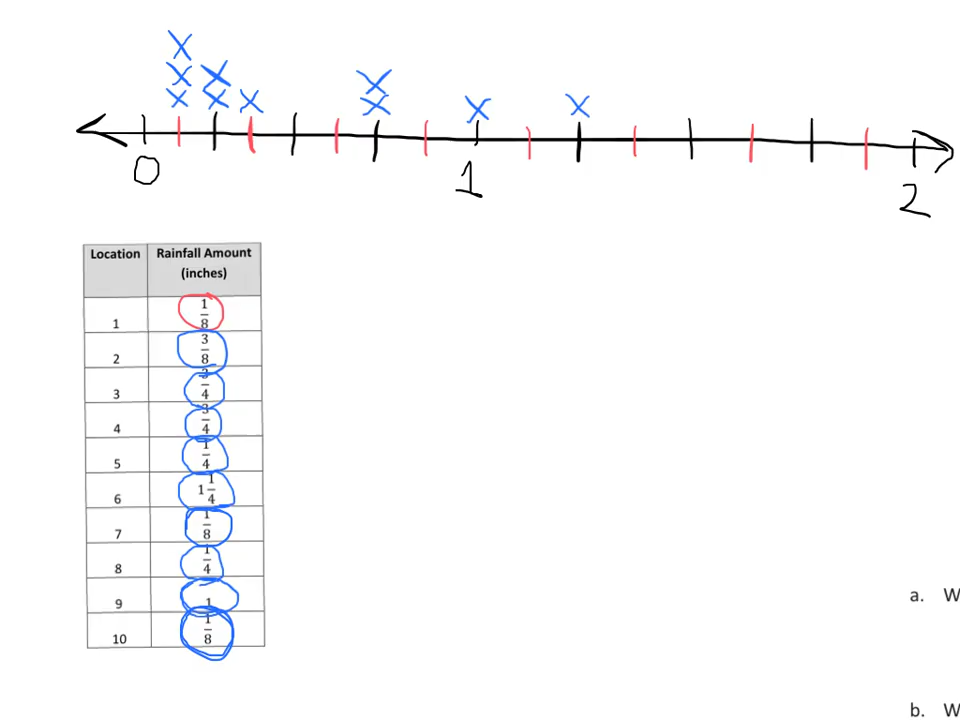 X
X X X
X X X X X X
0 1 2
Location Rainfall Amount (inches)
1 1/8
2 3/8
3 3/4
4 3/4
5 1/4
6 1 1/4
7 1/8
8 1/4
9 1
10 1/8
a. W
b. W